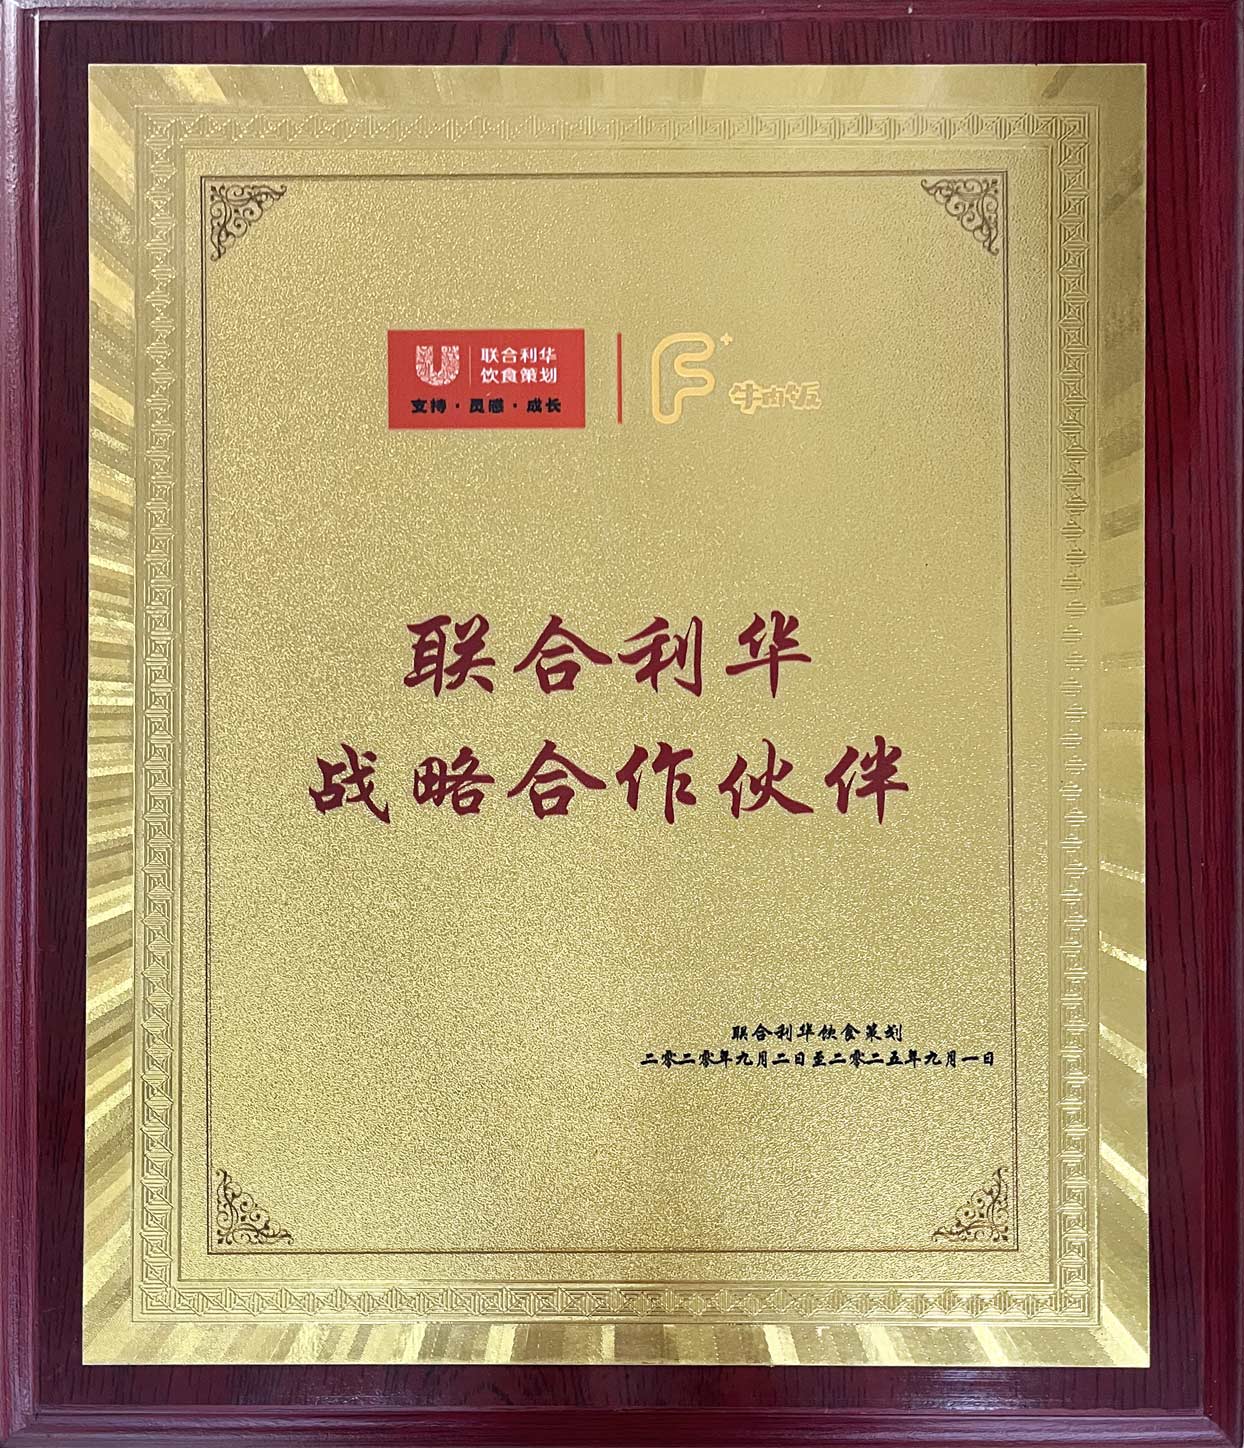 联合利华
饮食策划
支持·灵感·成长
F+
牛南饭
联合利华
战略合作伙伴
联合利华饮食策划
二零二零年九月二日至二零二五年九月一日